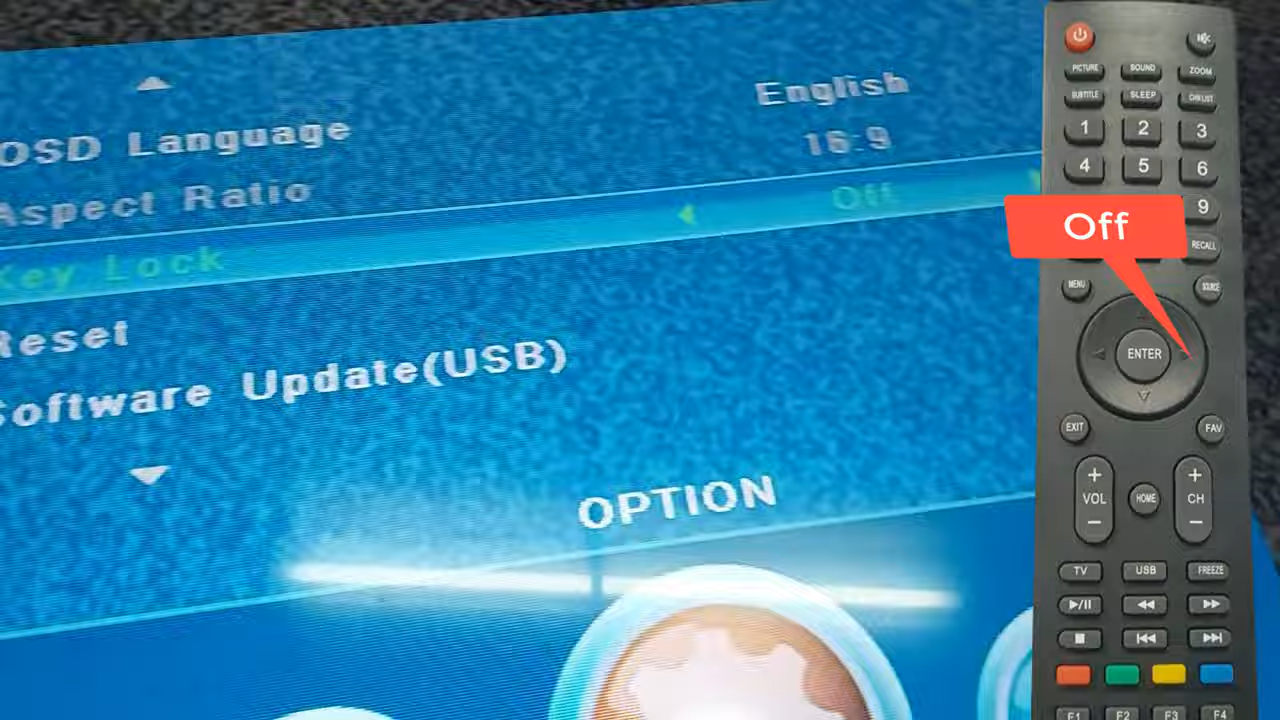 OSD Language English
Aspect Ratio 16:9
Key Lock Off
Reset
Software Update(USB)
OPTION
Off
PICTURE SOUND ZOOM
SUBTITLE SLEEP
1 2 3
4 5 6
9
RECALL
MENU SOURCE
ENTER
EXIT FAV
+ +
VOL HOME CH
− −
TV USB FREEZE
F1 F2 F3 F4